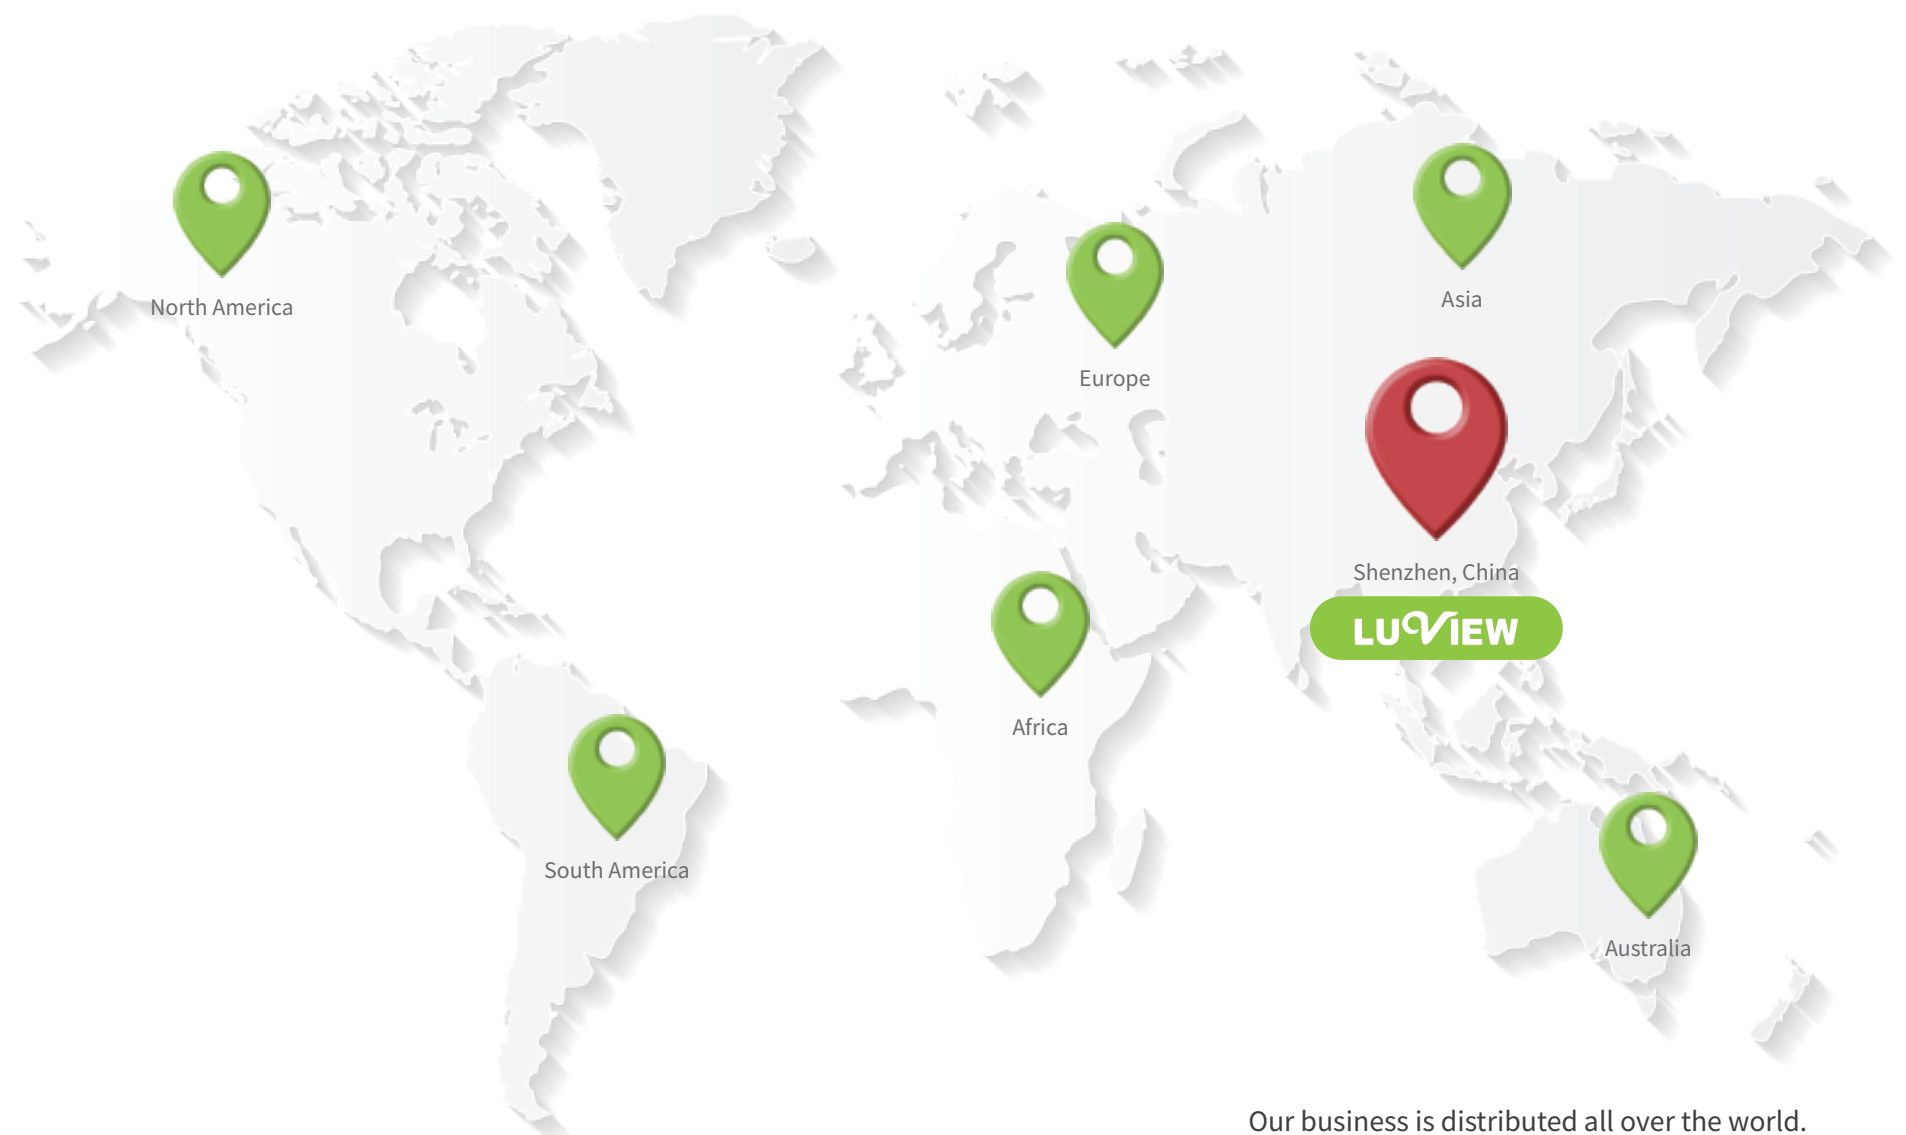 North America
Asia
Europe
Shenzhen, China
LUVIEW
Africa
South America
Australia
Our business is distributed all over the world.